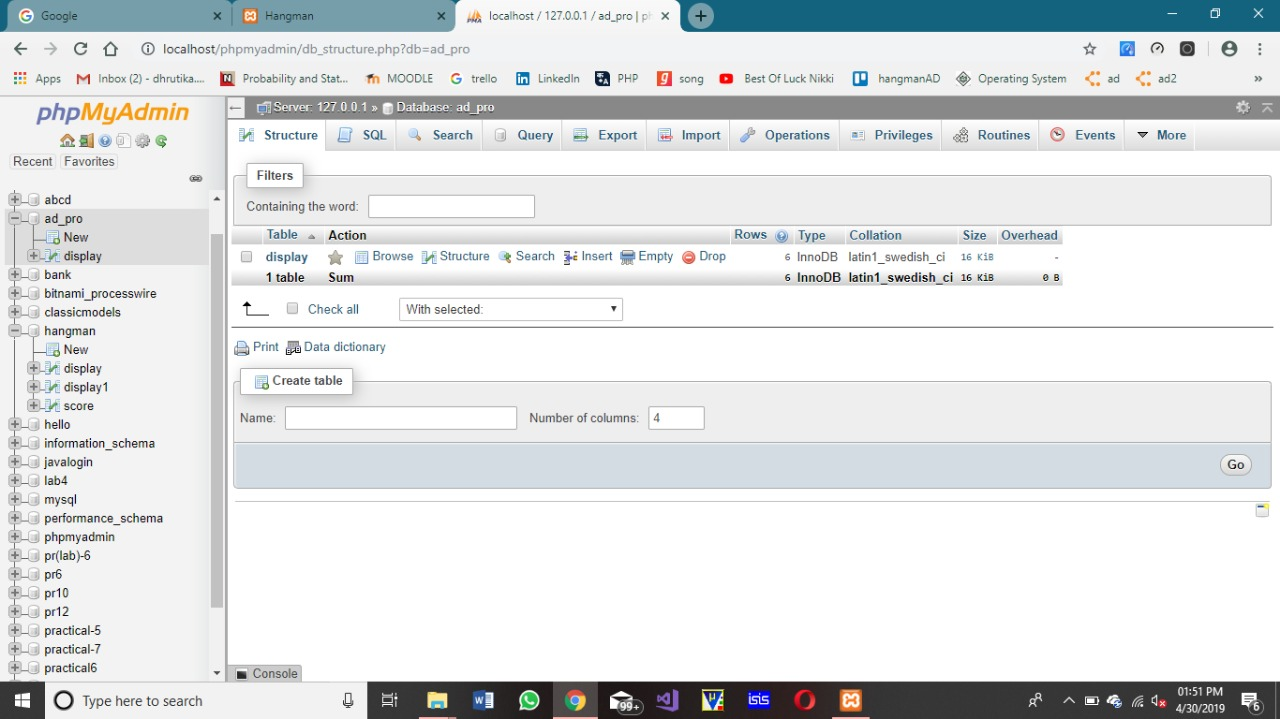 Google
Hangman
localhost / 127.0.0.1 / ad_pro | ph
localhost/phpmyadmin/db_structure.php?db=ad_pro
Apps
Inbox (2) - dhrutika....
Probability and Stat...
MOODLE
trello
LinkedIn
PHP
song
Best Of Luck Nikki
hangmanAD
Operating System
ad
ad2
»
phpMyAdmin
Recent
Favorites
abcd
ad_pro
New
display
bank
bitnami_processwire
classicmodels
hangman
New
display
display1
score
hello
information_schema
javalogin
lab4
mysql
performance_schema
phpmyadmin
pr(lab)-6
pr6
pr10
pr12
practical-5
practical-7
practical6
Server: 127.0.0.1 » Database: ad_pro
Structure
SQL
Search
Query
Export
Import
Operations
Privileges
Routines
Events
More
Filters
Containing the word:
Table Action Rows Type Collation Size Overhead
display Browse Structure Search Insert Empty Drop 6 InnoDB latin1_swedish_ci 16 KiB -
1 table Sum 6 InnoDB latin1_swedish_ci 16 KiB 0 B
Check all
With selected:
Print
Data dictionary
Create table
Name:
Number of columns: 4
Go
Console
Type here to search
99+
isis
01:51 PM
4/30/2019
6